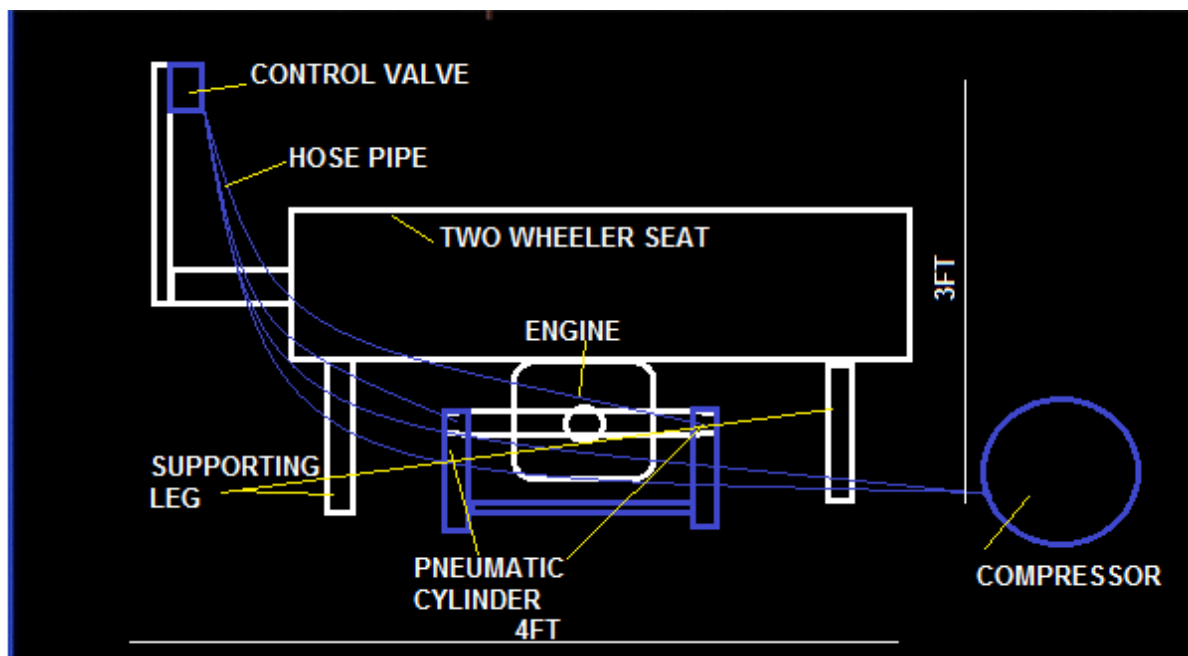 CONTROL VALVE
HOSE PIPE
TWO WHEELER SEAT
3FT
ENGINE
SUPPORTING
LEG
PNEUMATIC
CYLINDER
COMPRESSOR
4FT